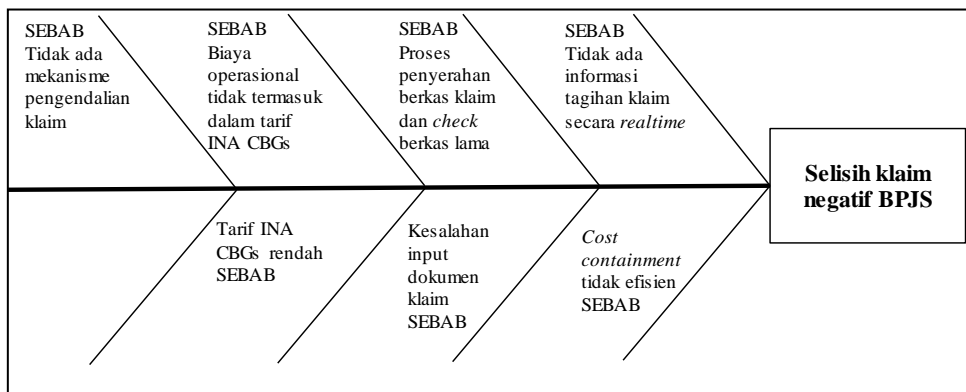 SEBAB
Tidak ada
mekanisme
pengendalian
klaim
SEBAB
Biaya
operasional
tidak termasuk
dalam tarif
INA CBGs
SEBAB
Proses
penyerahan
berkas klaim
dan check
berkas lama
SEBAB
Tidak ada
informasi
tagihan klaim
secara realtime
Selisih klaim
negatif BPJS
Tarif INA
CBGs rendah
SEBAB
Kesalahan
input
dokumen
klaim
SEBAB
Cost
containment
tidak efisien
SEBAB